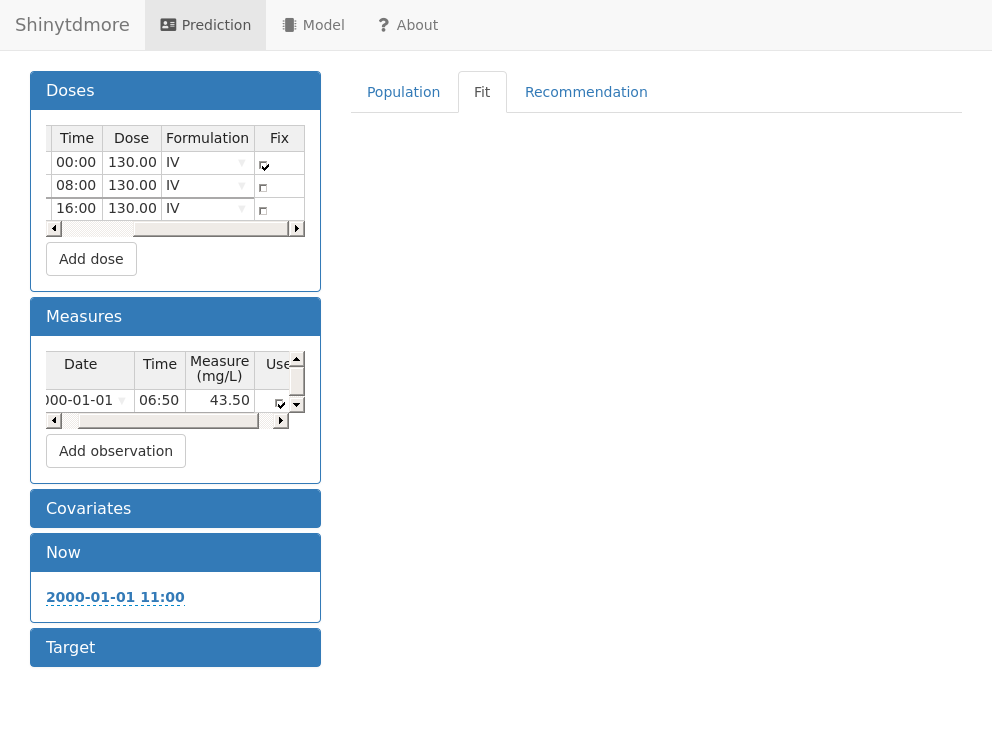 Shinytdmore Prediction Model ? About
Doses
Population Fit Recommendation
Time Dose Formulation Fix
00:00 130.00 IV
08:00 130.00 IV
16:00 130.00 IV
Add dose
Measures
Date Time Measure (mg/L) Use
000-01-01 06:50 43.50
Add observation
Covariates
Now
2000-01-01 11:00
Target